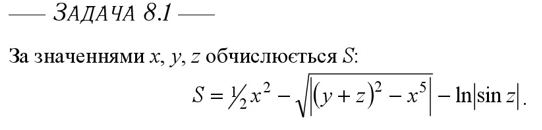 ЗАДАЧА 8.1
За значеннями x, y, z обчислюється S:
S = ½x² − √|(y + z)² − x⁵| − ln|sin z|.